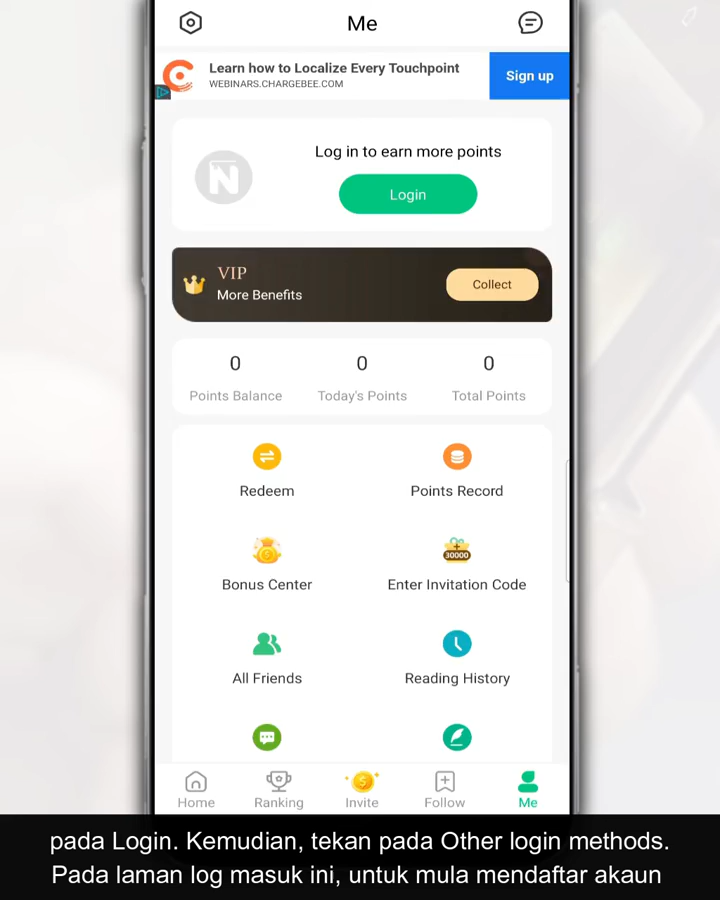 Me
Learn how to Localize Every Touchpoint
WEBINARS.CHARGEBEE.COM
Sign up
N
Log in to earn more points
Login
VIP
More Benefits
Collect
0 0 0
Points Balance Today's Points Total Points
Redeem Points Record
30000
Bonus Center Enter Invitation Code
All Friends Reading History
Home Ranking Invite Follow Me
pada Login. Kemudian, tekan pada Other login methods.
Pada laman log masuk ini, untuk mula mendaftar akaun